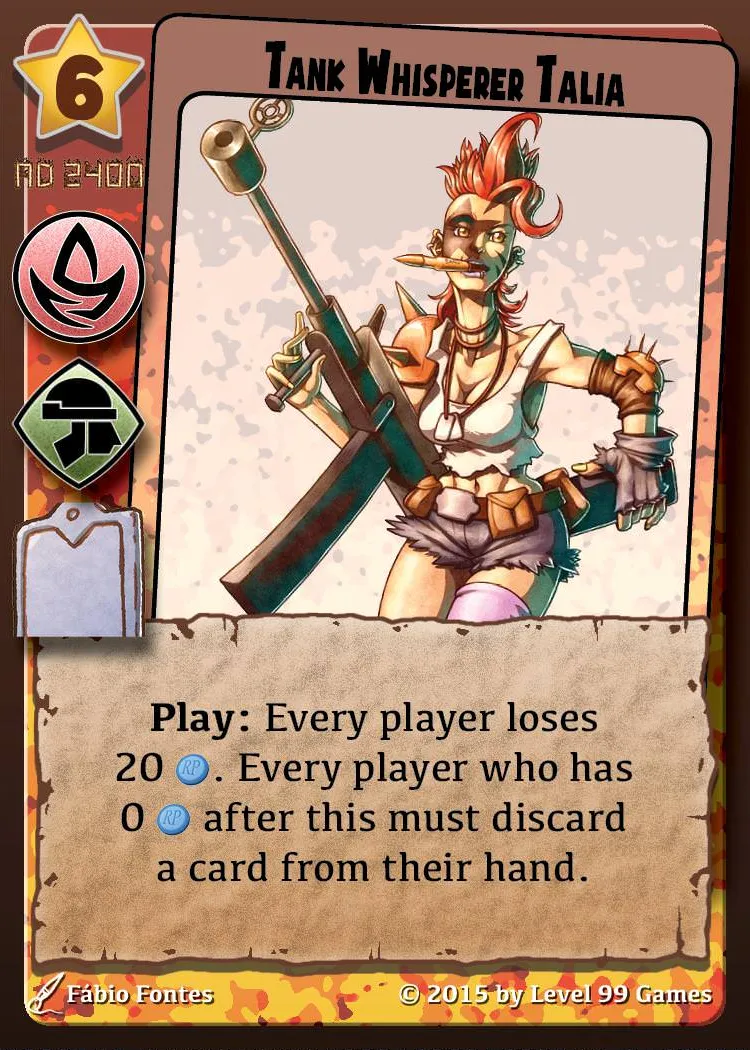 6
TANK WHISPERER TALIA
AD 2400
Play: Every player loses
20 RP. Every player who has
0 RP after this must discard
a card from their hand.
Fábio Fontes
© 2015 by Level 99 Games